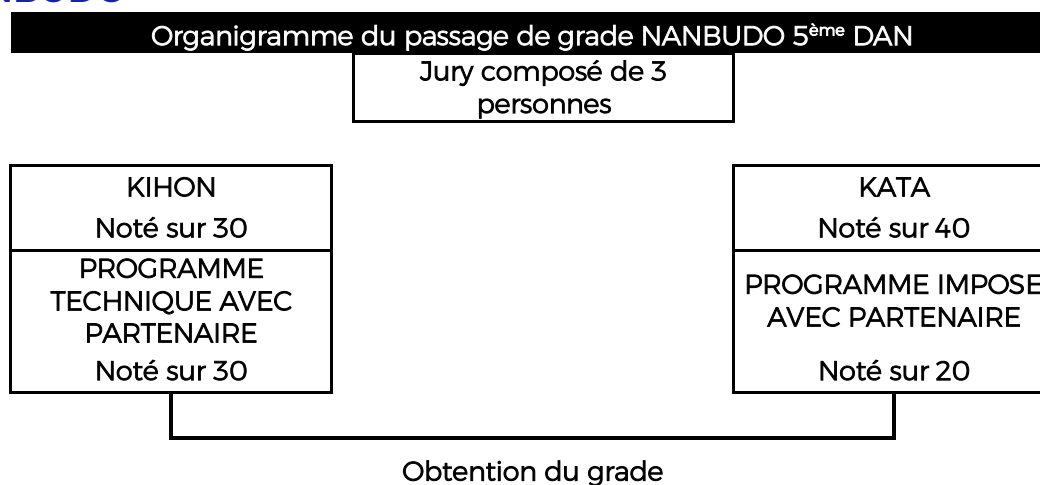 Organigramme du passage de grade NANBUDO 5ème DAN
Jury composé de 3
personnes
KIHON
Noté sur 30
PROGRAMME
TECHNIQUE AVEC
PARTENAIRE
Noté sur 30
KATA
Noté sur 40
PROGRAMME IMPOSE
AVEC PARTENAIRE
Noté sur 20
Obtention du grade